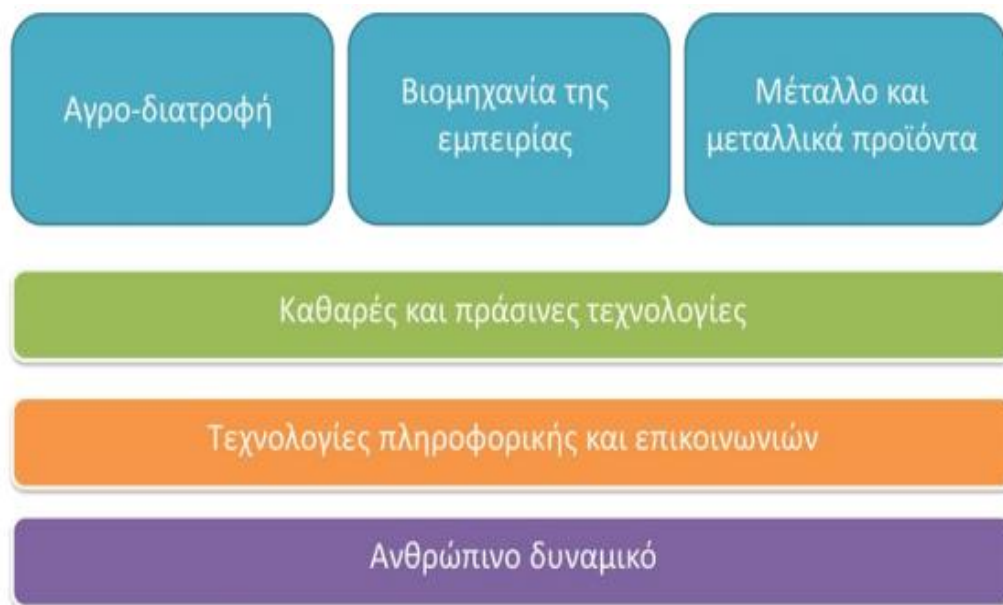 Αγρο-διατροφή
Βιομηχανία της
εμπειρίας
Μέταλλο και
μεταλλικά προϊόντα
Καθαρές και πράσινες τεχνολογίες
Τεχνολογίες πληροφορικής και επικοινωνιών
Ανθρώπινο δυναμικό